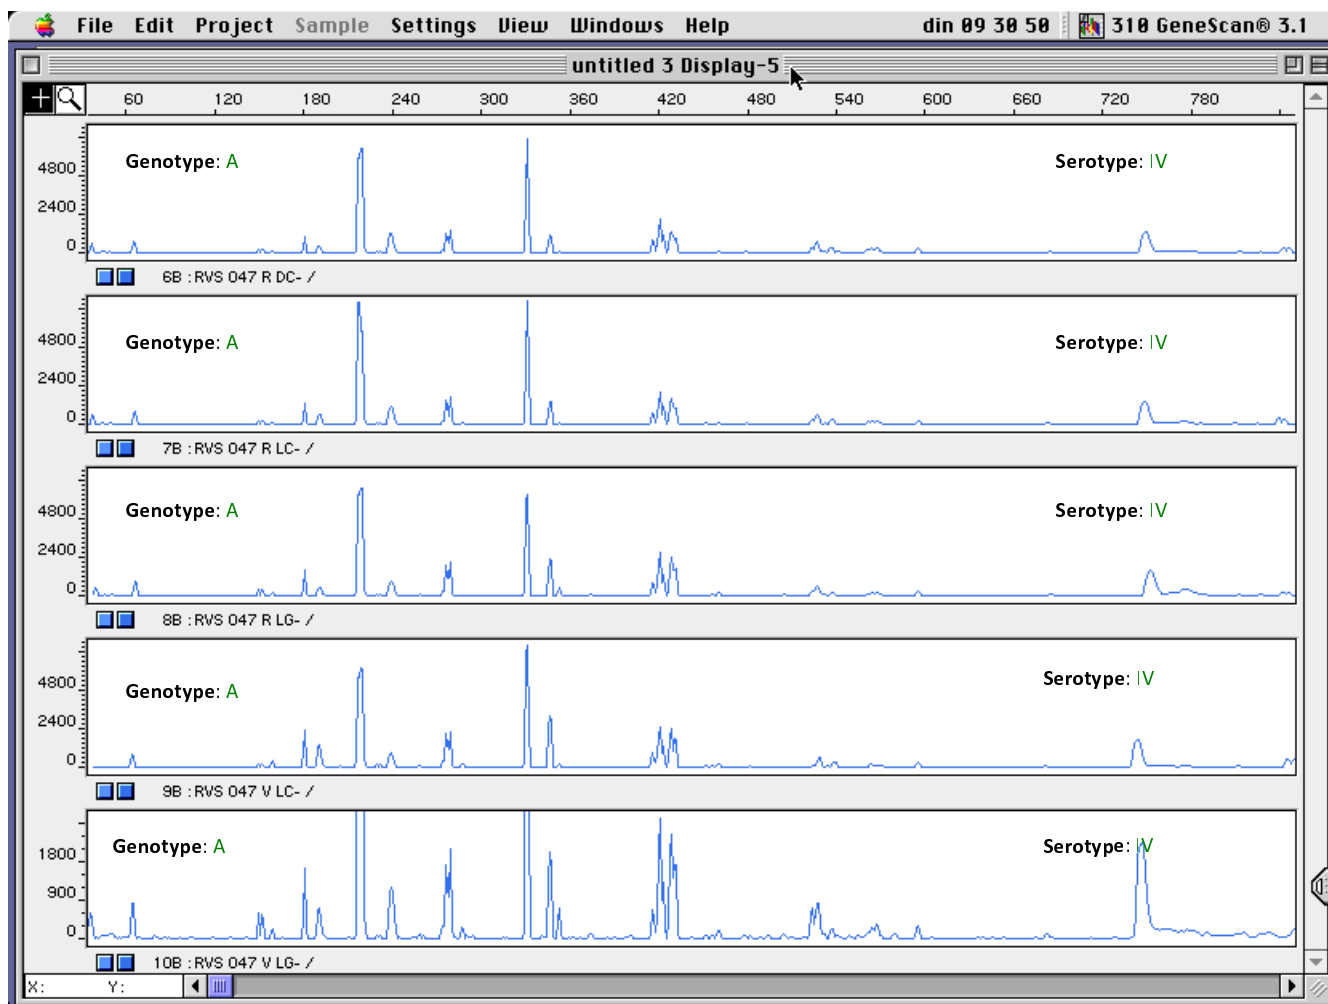 File Edit Project Sample Settings View Windows Help din 09 30 50 310 GeneScan® 3.1
untitled 3 Display-5
60 120 180 240 300 360 420 480 540 600 660 720 780
Genotype: A Serotype: IV
4800
2400
0
6B : RVS 047 R DC- /
Genotype: A Serotype: IV
4800
2400
0
7B : RVS 047 R LC- /
Genotype: A Serotype: IV
4800
2400
0
8B : RVS 047 R LG- /
Genotype: A Serotype: IV
4800
2400
0
9B : RVS 047 V LC- /
Genotype: A Serotype: IV
1800
900
0
10B : RVS 047 V LG- /
X: Y: